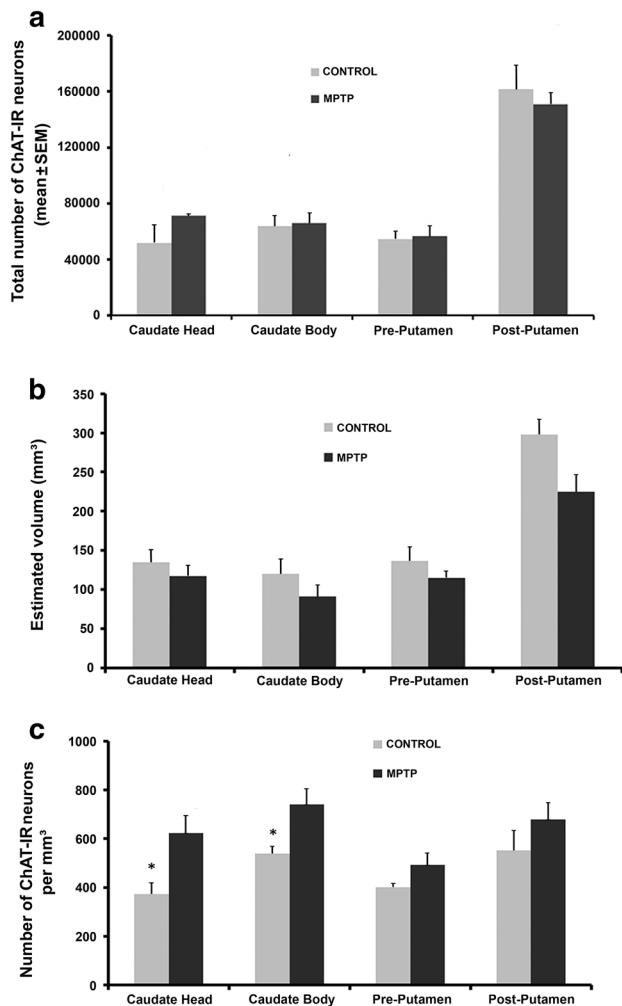 a
Total number of ChAT-IR neurons
(mean ± SEM)
200000
160000
120000
80000
40000
0
CONTROL
MPTP
Caudate Head
Caudate Body
Pre-Putamen
Post-Putamen
b
Estimated volume (mm³)
350
300
250
200
150
100
50
0
CONTROL
MPTP
Caudate Head
Caudate Body
Pre-Putamen
Post-Putamen
c
Number of ChAT-IR neurons
per mm³
1000
800
600
400
200
0
CONTROL
MPTP
*
*
Caudate Head
Caudate Body
Pre-Putamen
Post-Putamen